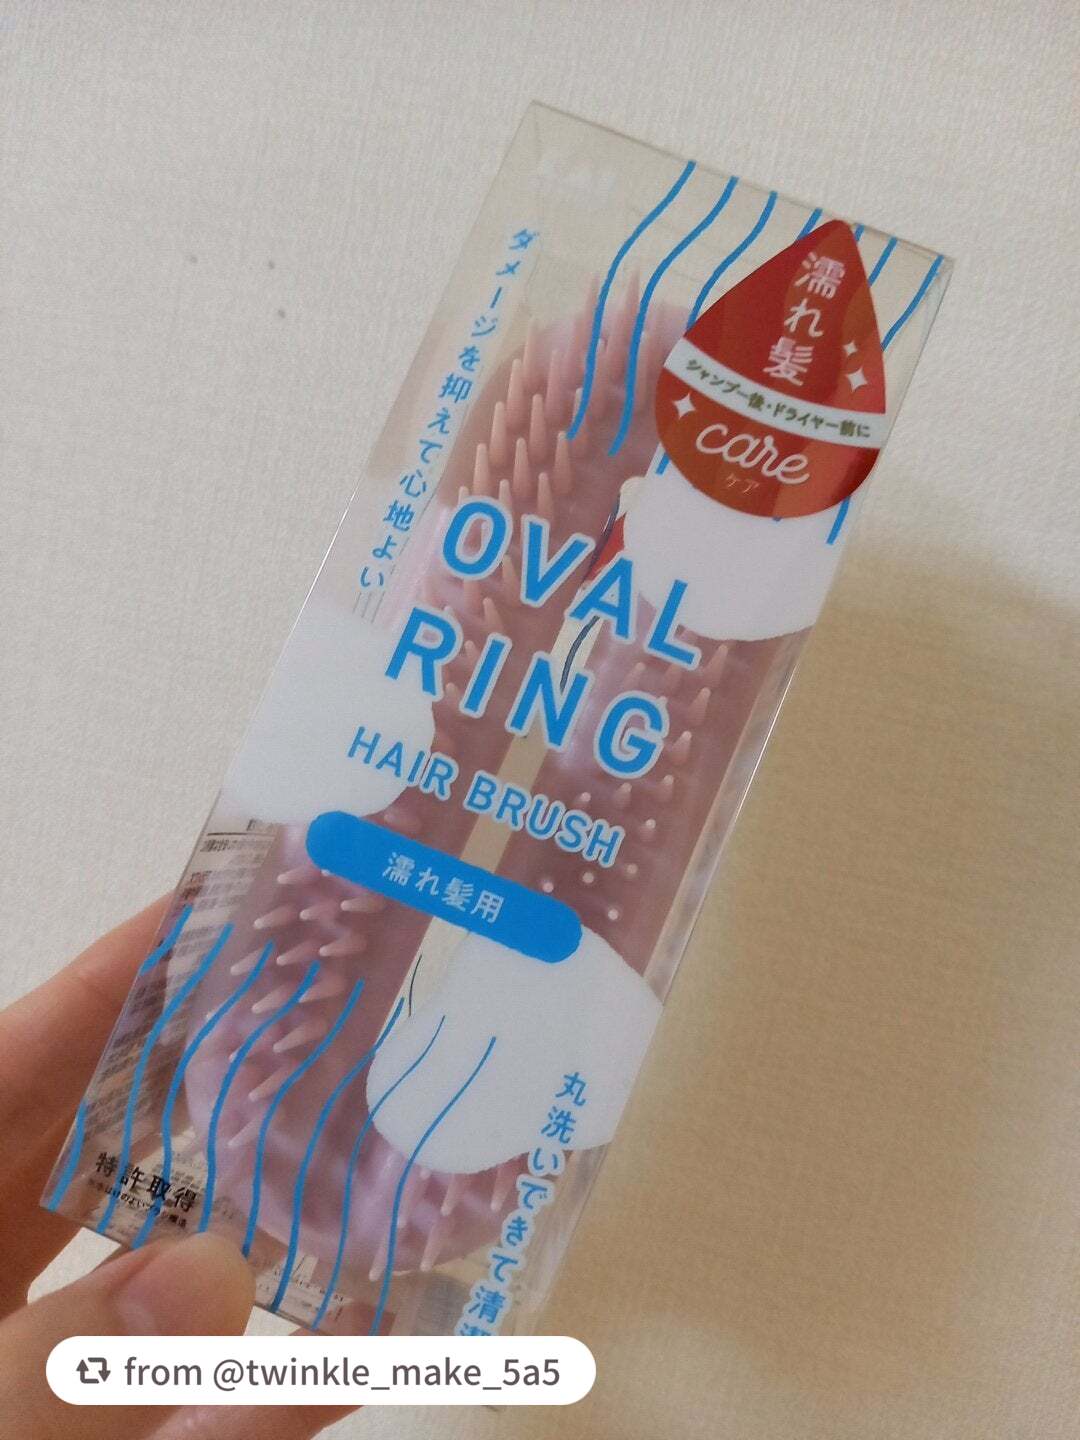 ダメージを抑えて心地よい
濡れ髪
シャンプー後・ドライヤー前に
care
ケア
OVAL
RING
HAIR BRUSH
濡れ髪用
丸洗いできて清潔
特許取得
from @twinkle_make_5a5